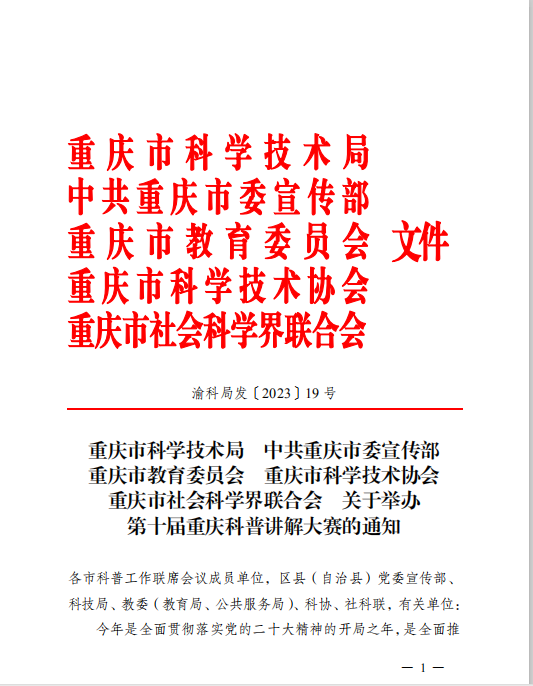 重庆市科学技术局
中共重庆市委宣传部
重庆市教育委员会 文件
重庆市科学技术协会
重庆市社会科学界联合会
渝科局发〔2023〕19 号
重庆市科学技术局 中共重庆市委宣传部
重庆市教育委员会 重庆市科学技术协会
重庆市社会科学界联合会 关于举办
第十届重庆科普讲解大赛的通知
各市科普工作联席会议成员单位，区县（自治县）党委宣传部、
科技局、教委（教育局、公共服务局）、科协、社科联，有关单位：
今年是全面贯彻落实党的二十大精神的开局之年，是全面推
— 1 —